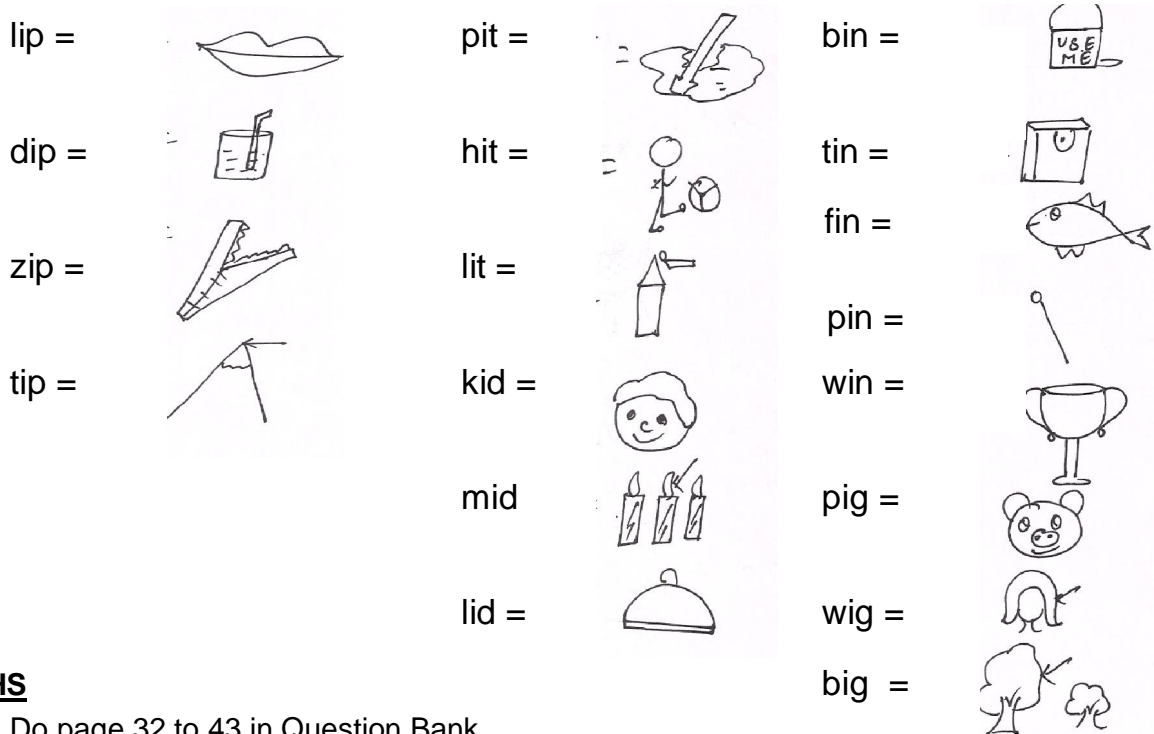 lip =
dip =
zip =
tip =
pit =
=
hit =
=
lit =
kid =
mid
lid =
bin =
USE
ME
tin =
fin =
pin =
win =
pig =
wig =
big =
HS
Do page 32 to 43 in Question Bank